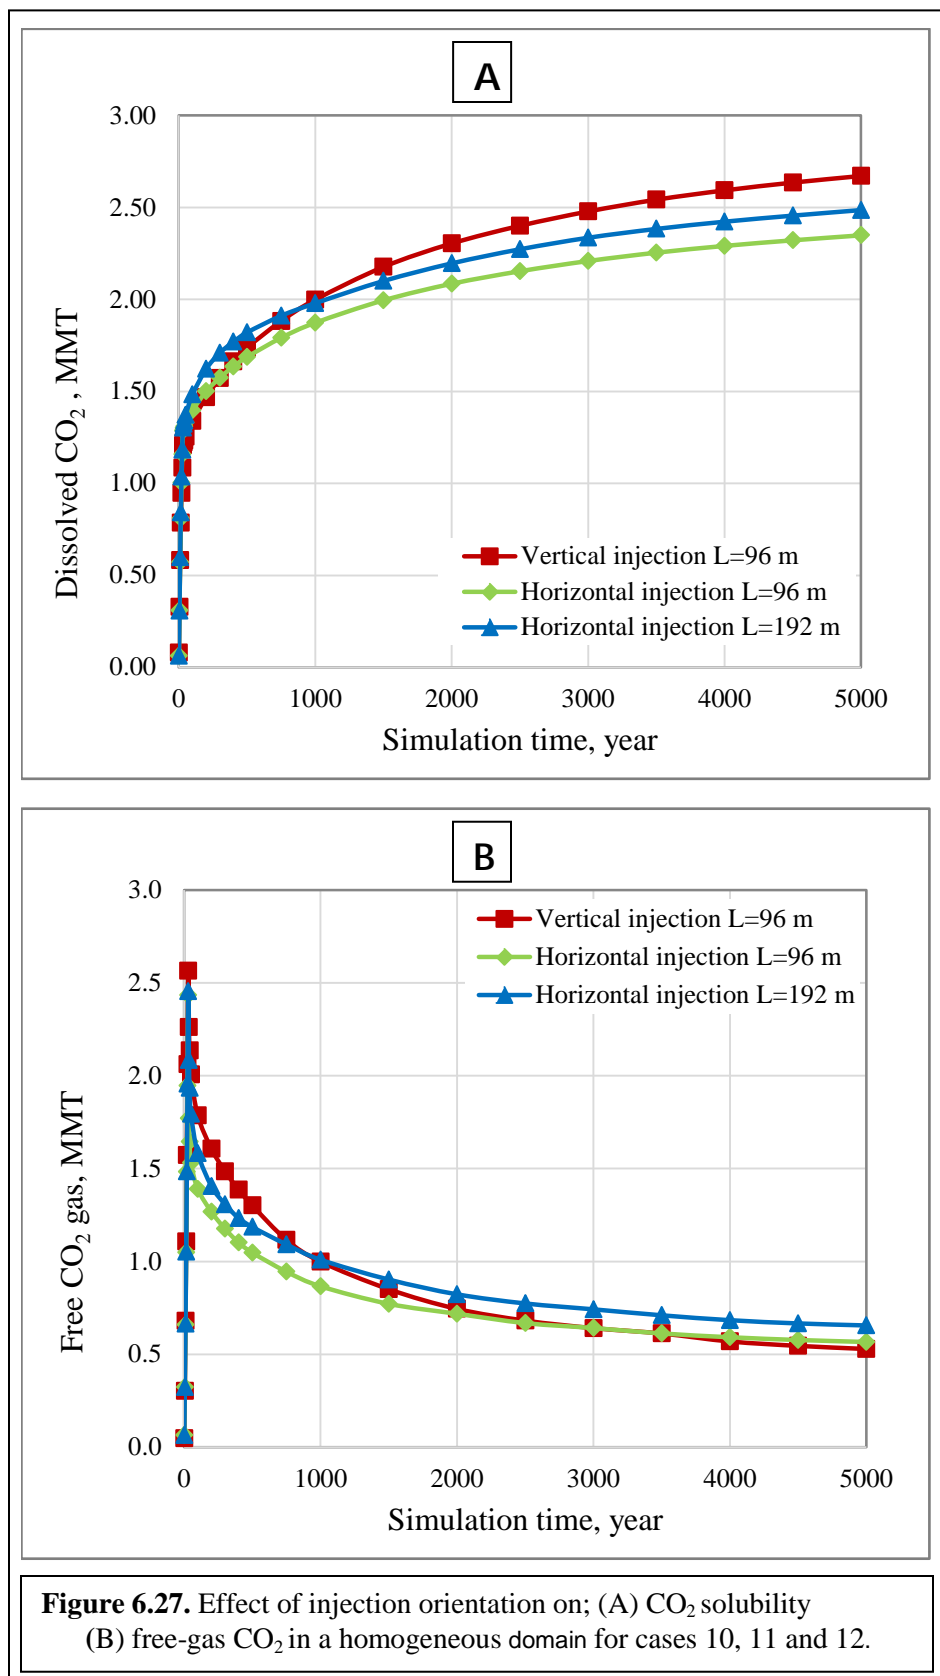 A
3.00
2.50
2.00
1.50
1.00
0.50
0.00
Dissolved CO₂ , MMT
Vertical injection L=96 m
Horizontal injection L=96 m
Horizontal injection L=192 m
0 1000 2000 3000 4000 5000
Simulation time, year
B
3.0
2.5
2.0
1.5
1.0
0.5
0.0
Free CO₂ gas, MMT
Vertical injection L=96 m
Horizontal injection L=96 m
Horizontal injection L=192 m
0 1000 2000 3000 4000 5000
Simulation time, year
Figure 6.27. Effect of injection orientation on; (A) CO₂ solubility
(B) free-gas CO₂ in a homogeneous domain for cases 10, 11 and 12.